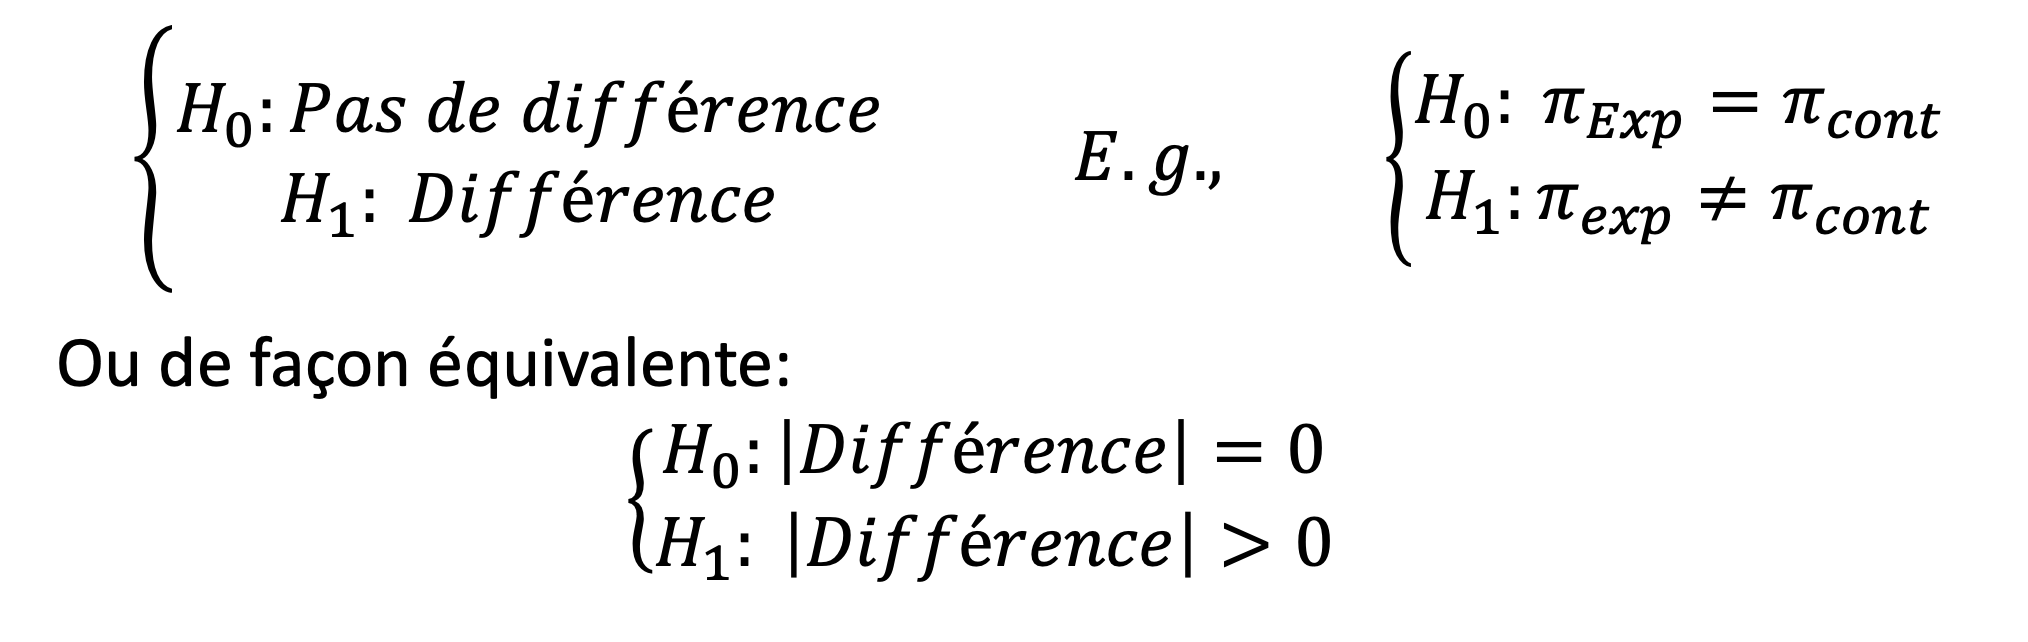 H₀: Pas de différence
H₁: Différence
E.g.,
H₀: π_Exp = π_cont
H₁: π_exp ≠ π_cont
Ou de façon équivalente:
H₀: |Différence| = 0
H₁: |Différence| > 0